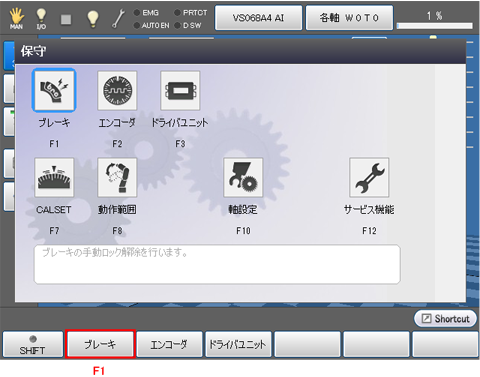 EMG PRTCT
MAN I/O AUTOEN DSW VS068A4 AI 各軸 W0T0 1 %
保守
ブレーキ エンコーダ ドライバユニット
F1 F2 F3
CALSET 動作範囲 軸設定 サービス機能
F7 F8 F10 F12
ブレーキの手動ロック解除を行います。
Shortcut
SHIFT ブレーキ エンコーダ ドライバユニット
F1